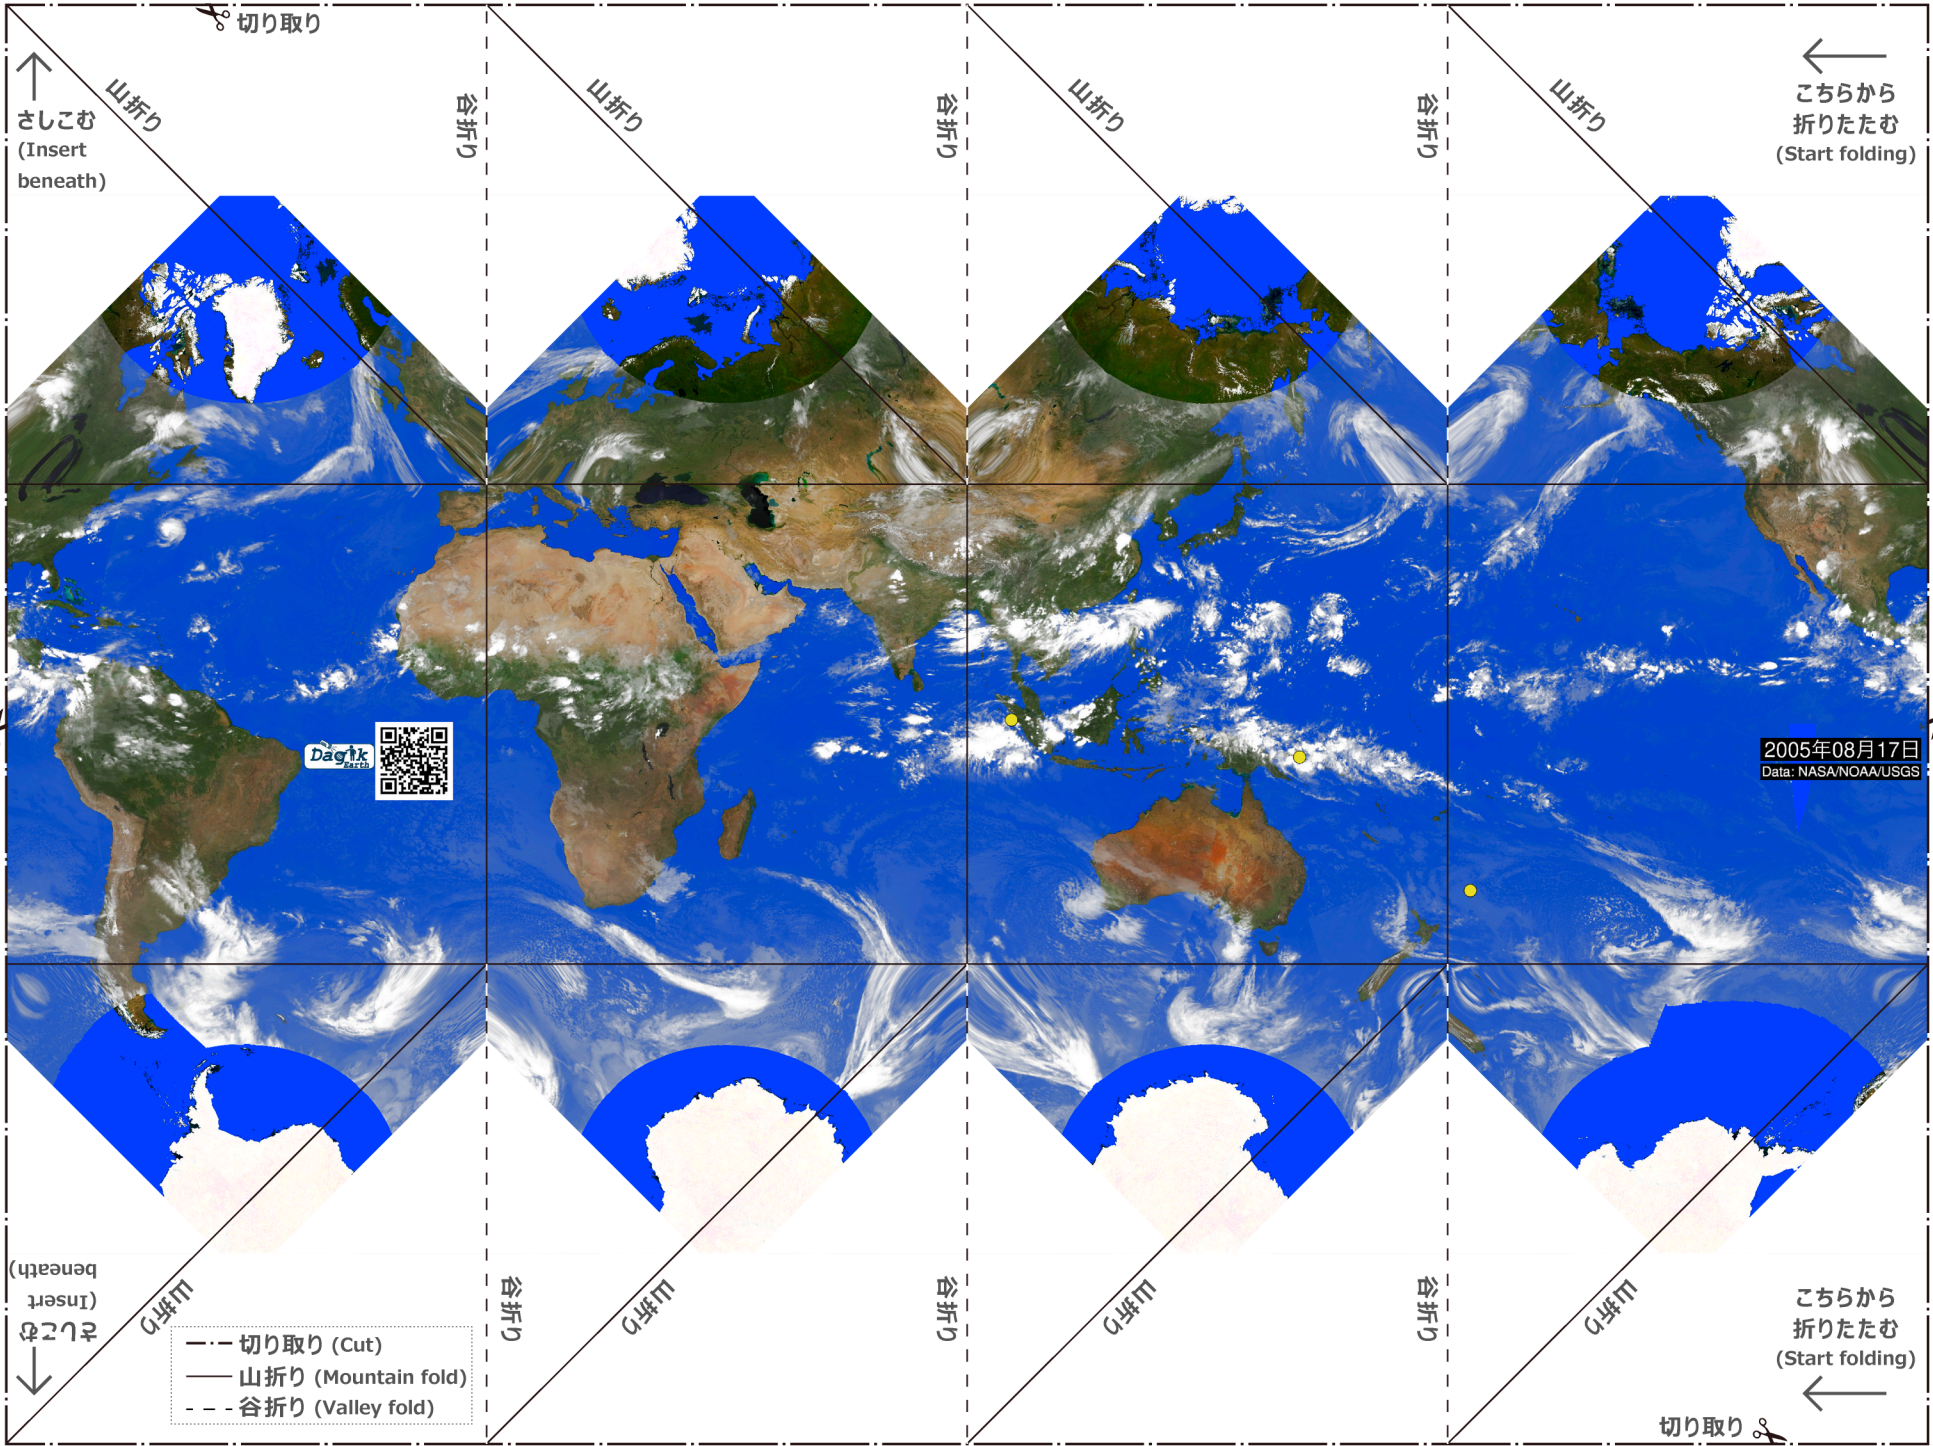 切り取り
山折り
谷折り
山折り
谷折り
山折り
谷折り
山折り
さしこむ
(Insert
beneath)
こちらから
折りたたむ
(Start folding)
Dagik
Earth
2005年08月17日
Data: NASA/NOAA/USGS
さしこむ
(Insert
beneath)
山折り
谷折り
山折り
谷折り
山折り
谷折り
山折り
切り取り (Cut)
山折り (Mountain fold)
谷折り (Valley fold)
こちらから
折りたたむ
(Start folding)
切り取り